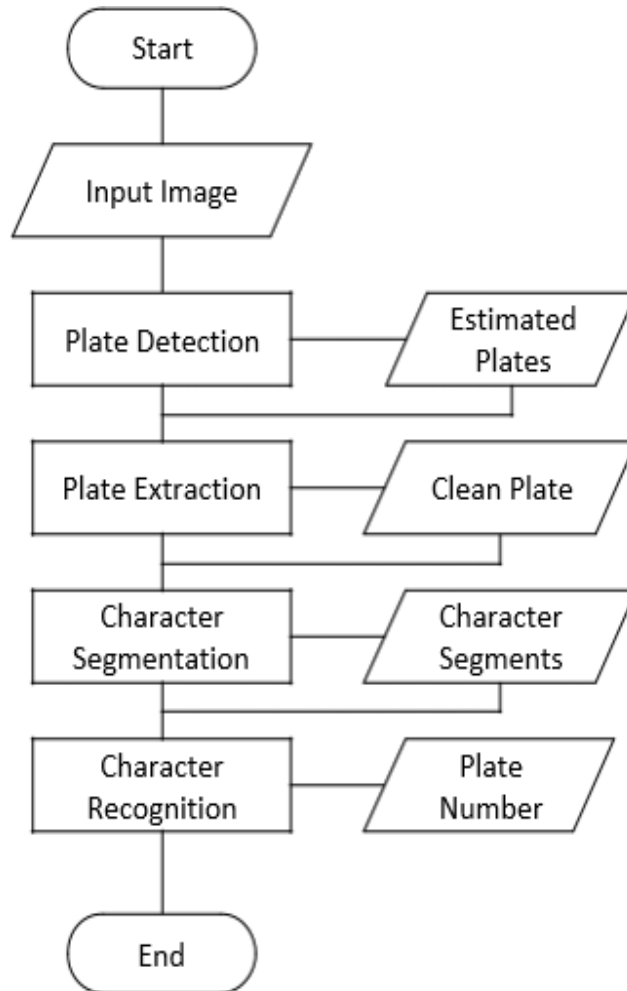 Start
Input Image
Plate Detection
Estimated
Plates
Plate Extraction
Clean Plate
Character
Segmentation
Character
Segments
Character
Recognition
Plate
Number
End